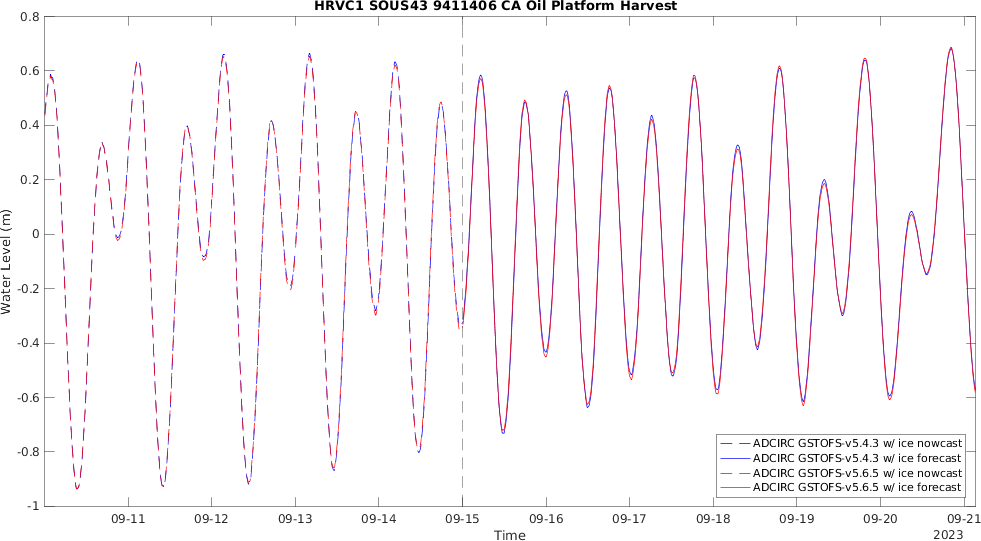 HRVC1 SOUS43 9411406 CA Oil Platform Harvest
0.8
0.6
0.4
0.2
0
-0.2
-0.4
-0.6
-0.8
-1
Water Level (m)
ADCIRC GSTOFS-v5.4.3 w/ ice nowcast
ADCIRC GSTOFS-v5.4.3 w/ ice forecast
ADCIRC GSTOFS-v5.6.5 w/ ice nowcast
ADCIRC GSTOFS-v5.6.5 w/ ice forecast
09-11 09-12 09-13 09-14 09-15 09-16 09-17 09-18 09-19 09-20 09-21
Time
2023